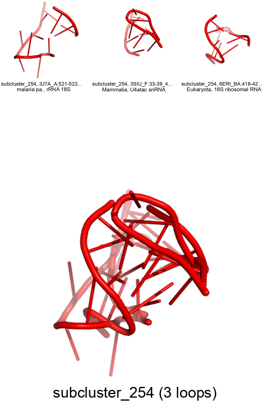 subcluster_254, 3J7A_A:521-523...
malaria pa., rRNA 18S
subcluster_254, 3SIU_F:33-39_4...
Mammalia, U4atac snRNA
subcluster_254, 6ERI_BA:418-42...
Eukaryota, 16S ribosomal RNA
subcluster_254 (3 loops)